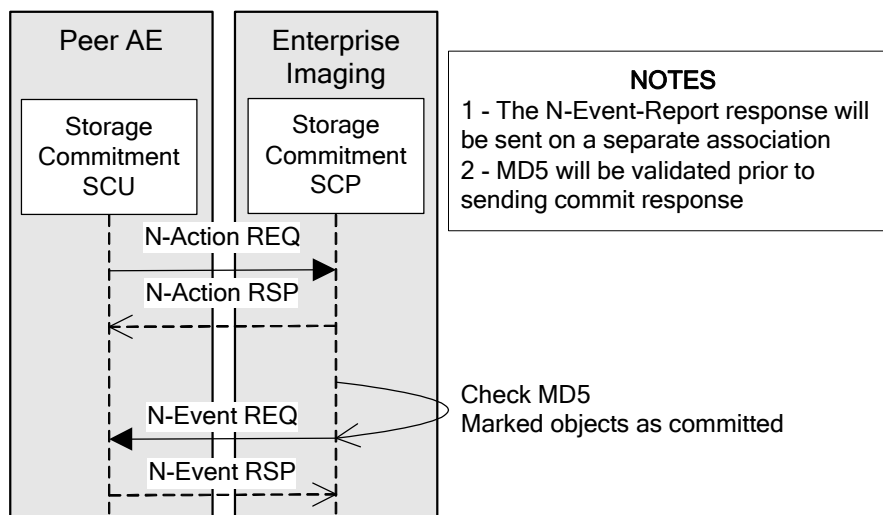 Peer AE
Enterprise
Imaging
Storage
Commitment
SCU
Storage
Commitment
SCP
NOTES
1 - The N-Event-Report response will
be sent on a separate association
2 - MD5 will be validated prior to
sending commit response
N-Action REQ
N-Action RSP
Check MD5
Marked objects as committed
N-Event REQ
N-Event RSP